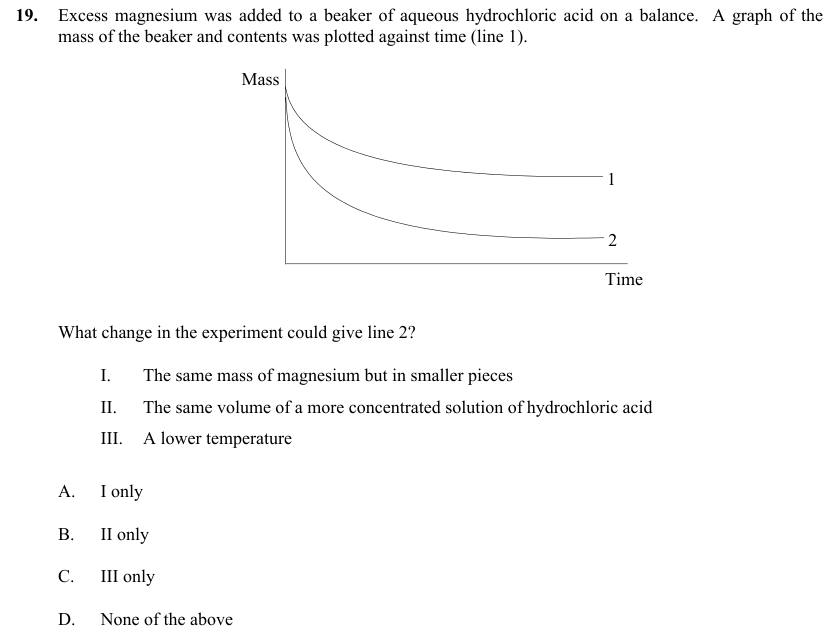 19. Excess magnesium was added to a beaker of aqueous hydrochloric acid on a balance. A graph of the
mass of the beaker and contents was plotted against time (line 1).
Mass
1
2
Time
What change in the experiment could give line 2?
I. The same mass of magnesium but in smaller pieces
II. The same volume of a more concentrated solution of hydrochloric acid
III. A lower temperature
A. I only
B. II only
C. III only
D. None of the above